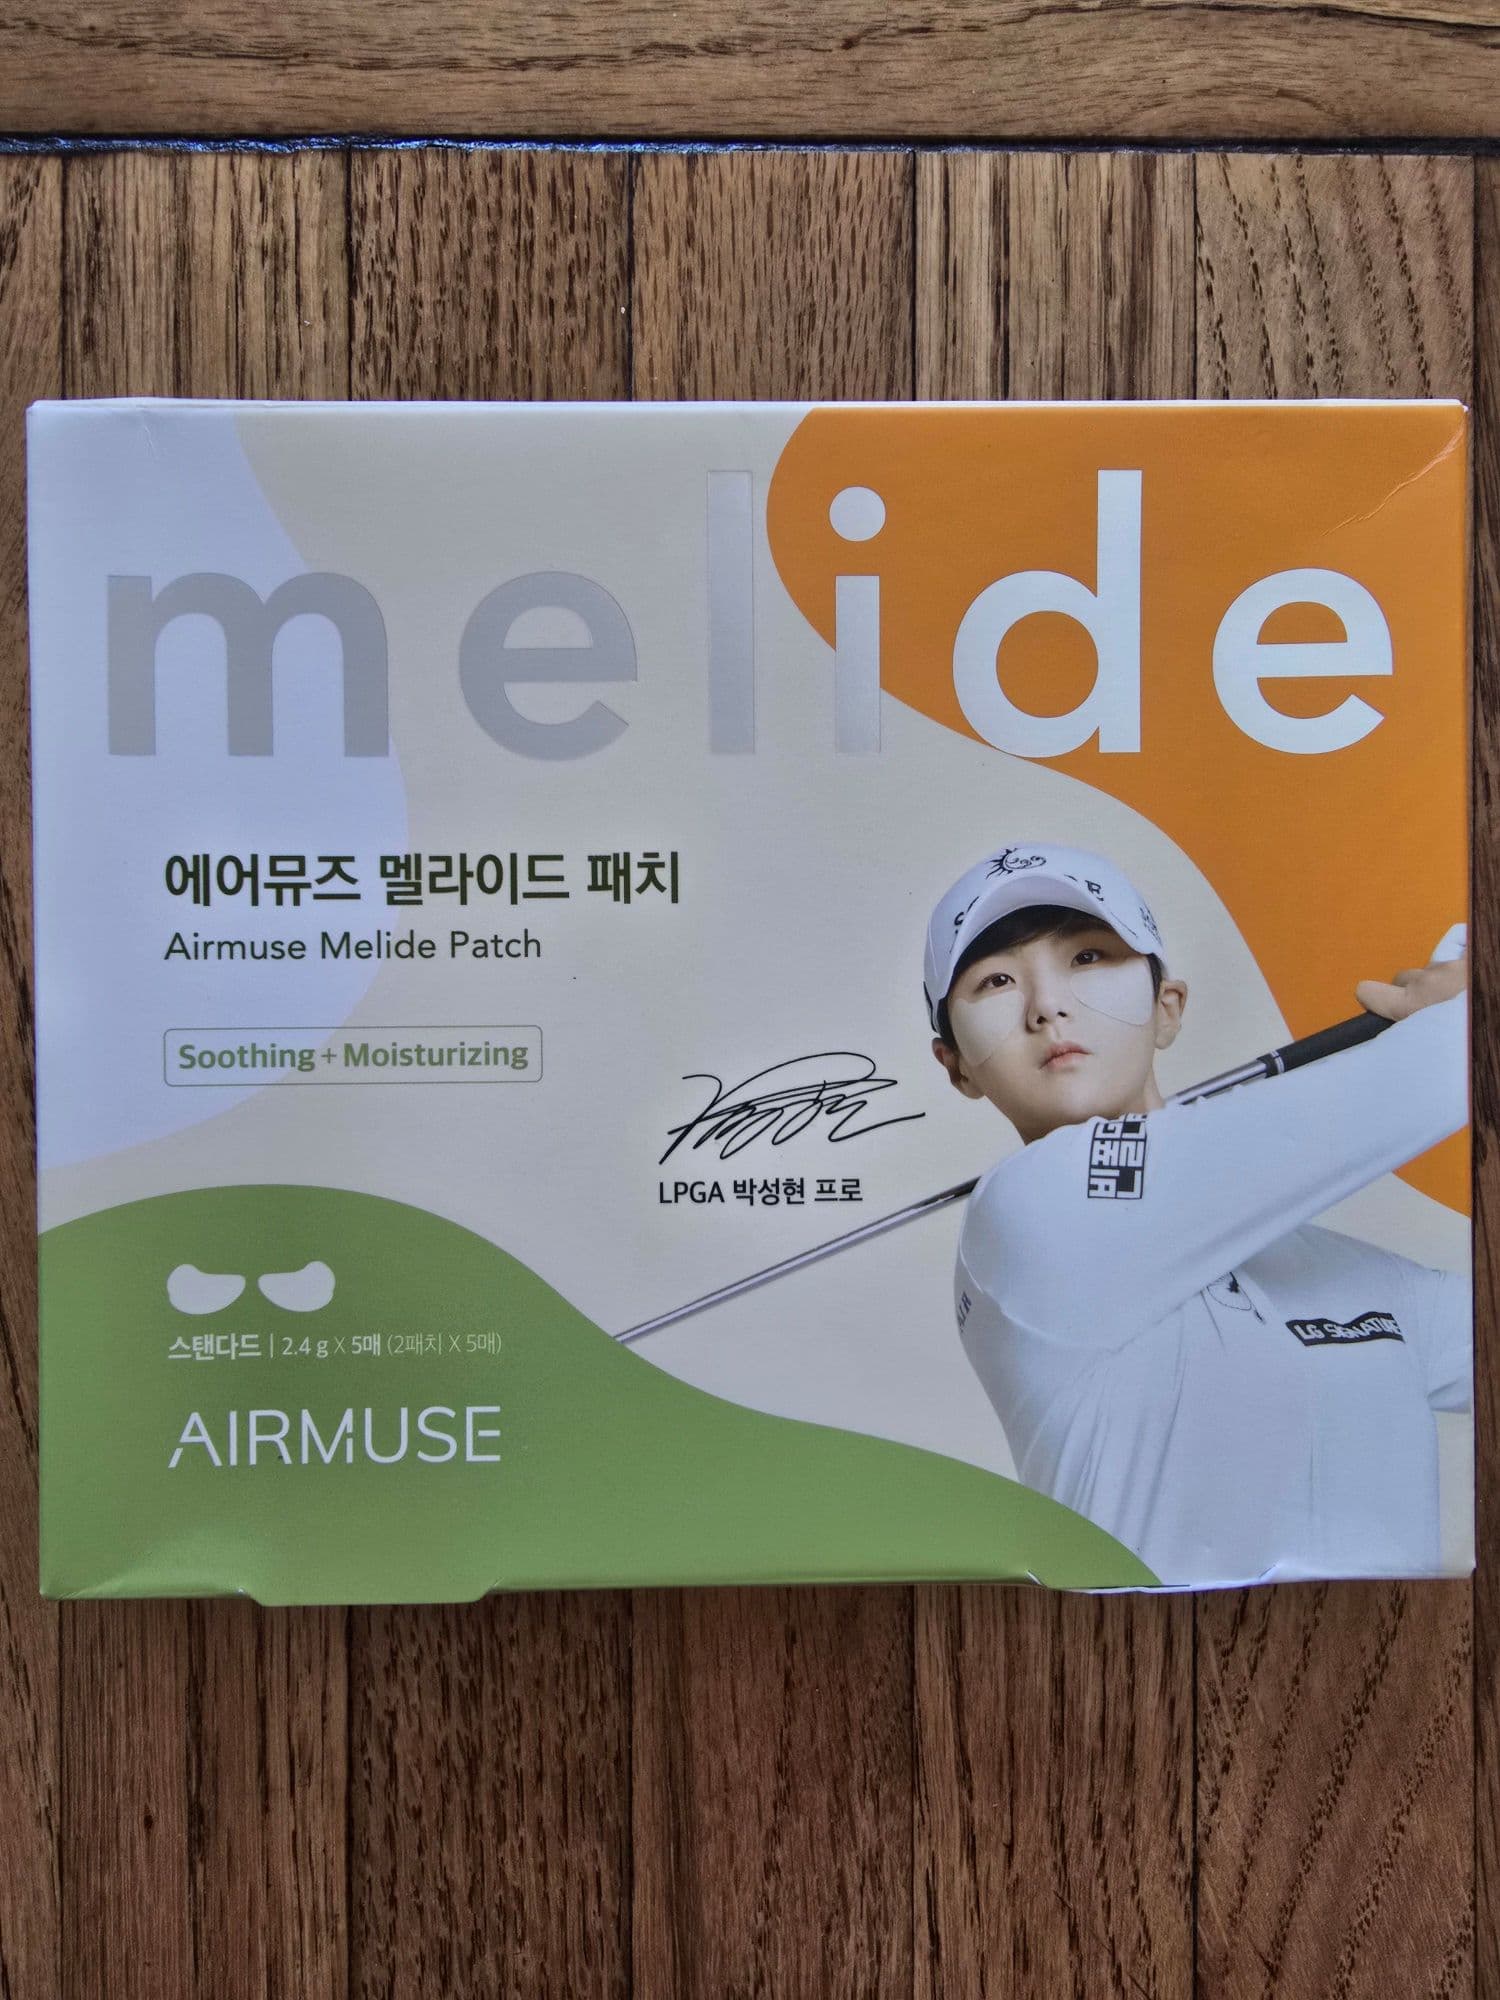 melide
에어뮤즈 멜라이드 패치
Airmuse Melide Patch
Soothing + Moisturizing
LPGA 박성현 프로
스탠다드 | 2.4 g X 5매 (2패치 X 5매)
AIRMUSE
LG SIGNATURE